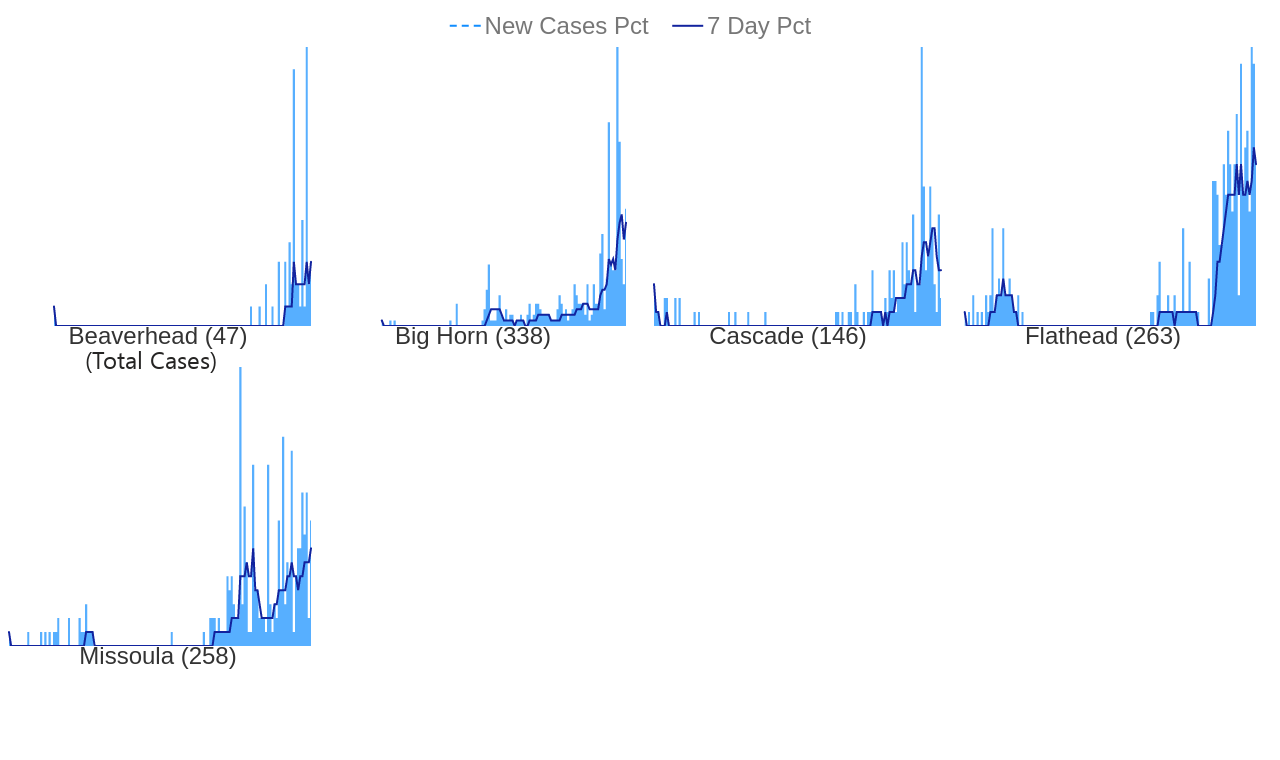 New Cases Pct 7 Day Pct
Beaverhead (47) Big Horn (338) Cascade (146) Flathead (263)
(Total Cases)
Missoula (258)